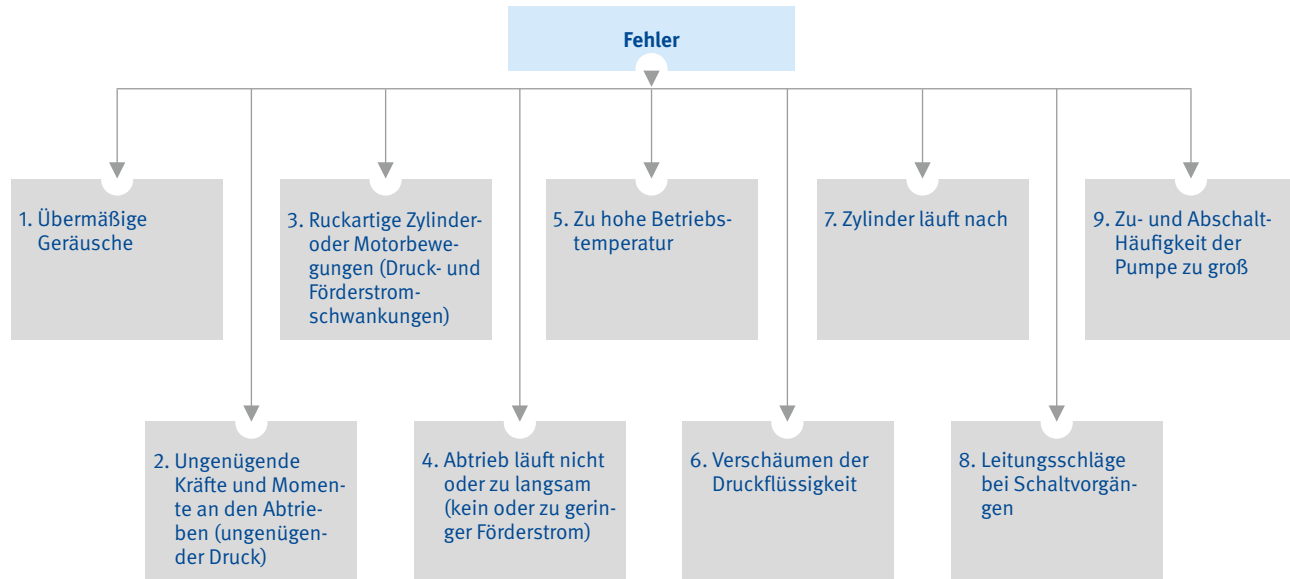 Fehler
1. Übermäßige
Geräusche
2. Ungenügende
Kräfte und Momen-
te an den Abtrie-
ben (ungenügen-
der Druck)
3. Ruckartige Zylinder-
oder Motorbewe-
gungen (Druck- und
Förderstrom-
schwankungen)
4. Abtrieb läuft nicht
oder zu langsam
(kein oder zu gerin-
ger Förderstrom)
5. Zu hohe Betriebs-
temperatur
6. Verschäumen der
Druckflüssigkeit
7. Zylinder läuft nach
8. Leitungsschläge
bei Schaltvorgän-
gen
9. Zu- und Abschalt-
Häufigkeit der
Pumpe zu groß